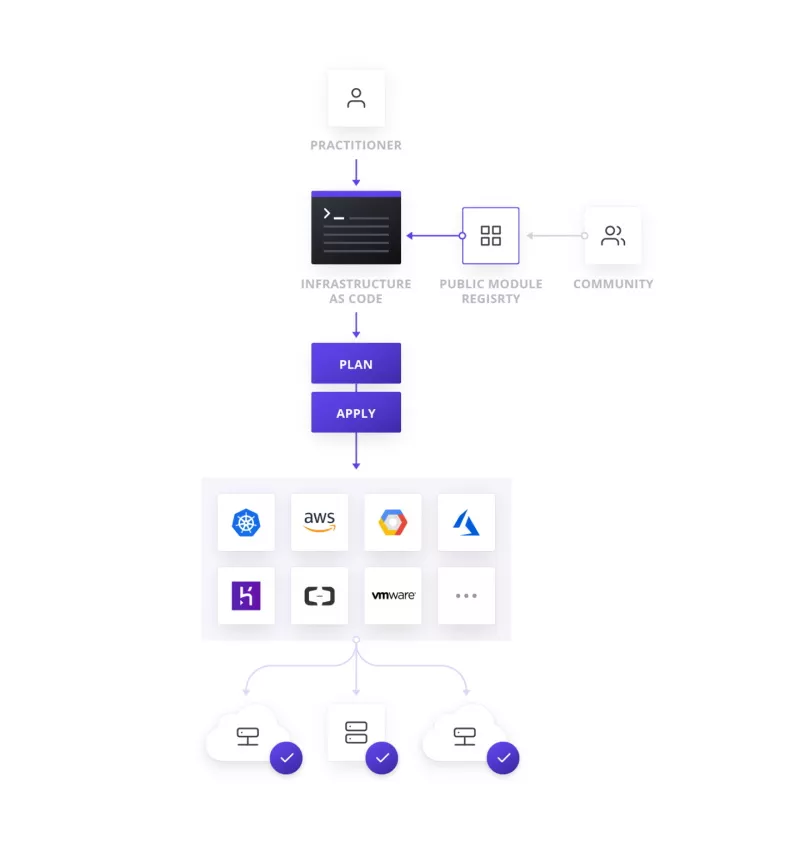 PRACTITIONER
INFRASTRUCTURE
AS CODE
PUBLIC MODULE
REGISRTY
COMMUNITY
PLAN
APPLY
aws
vmware